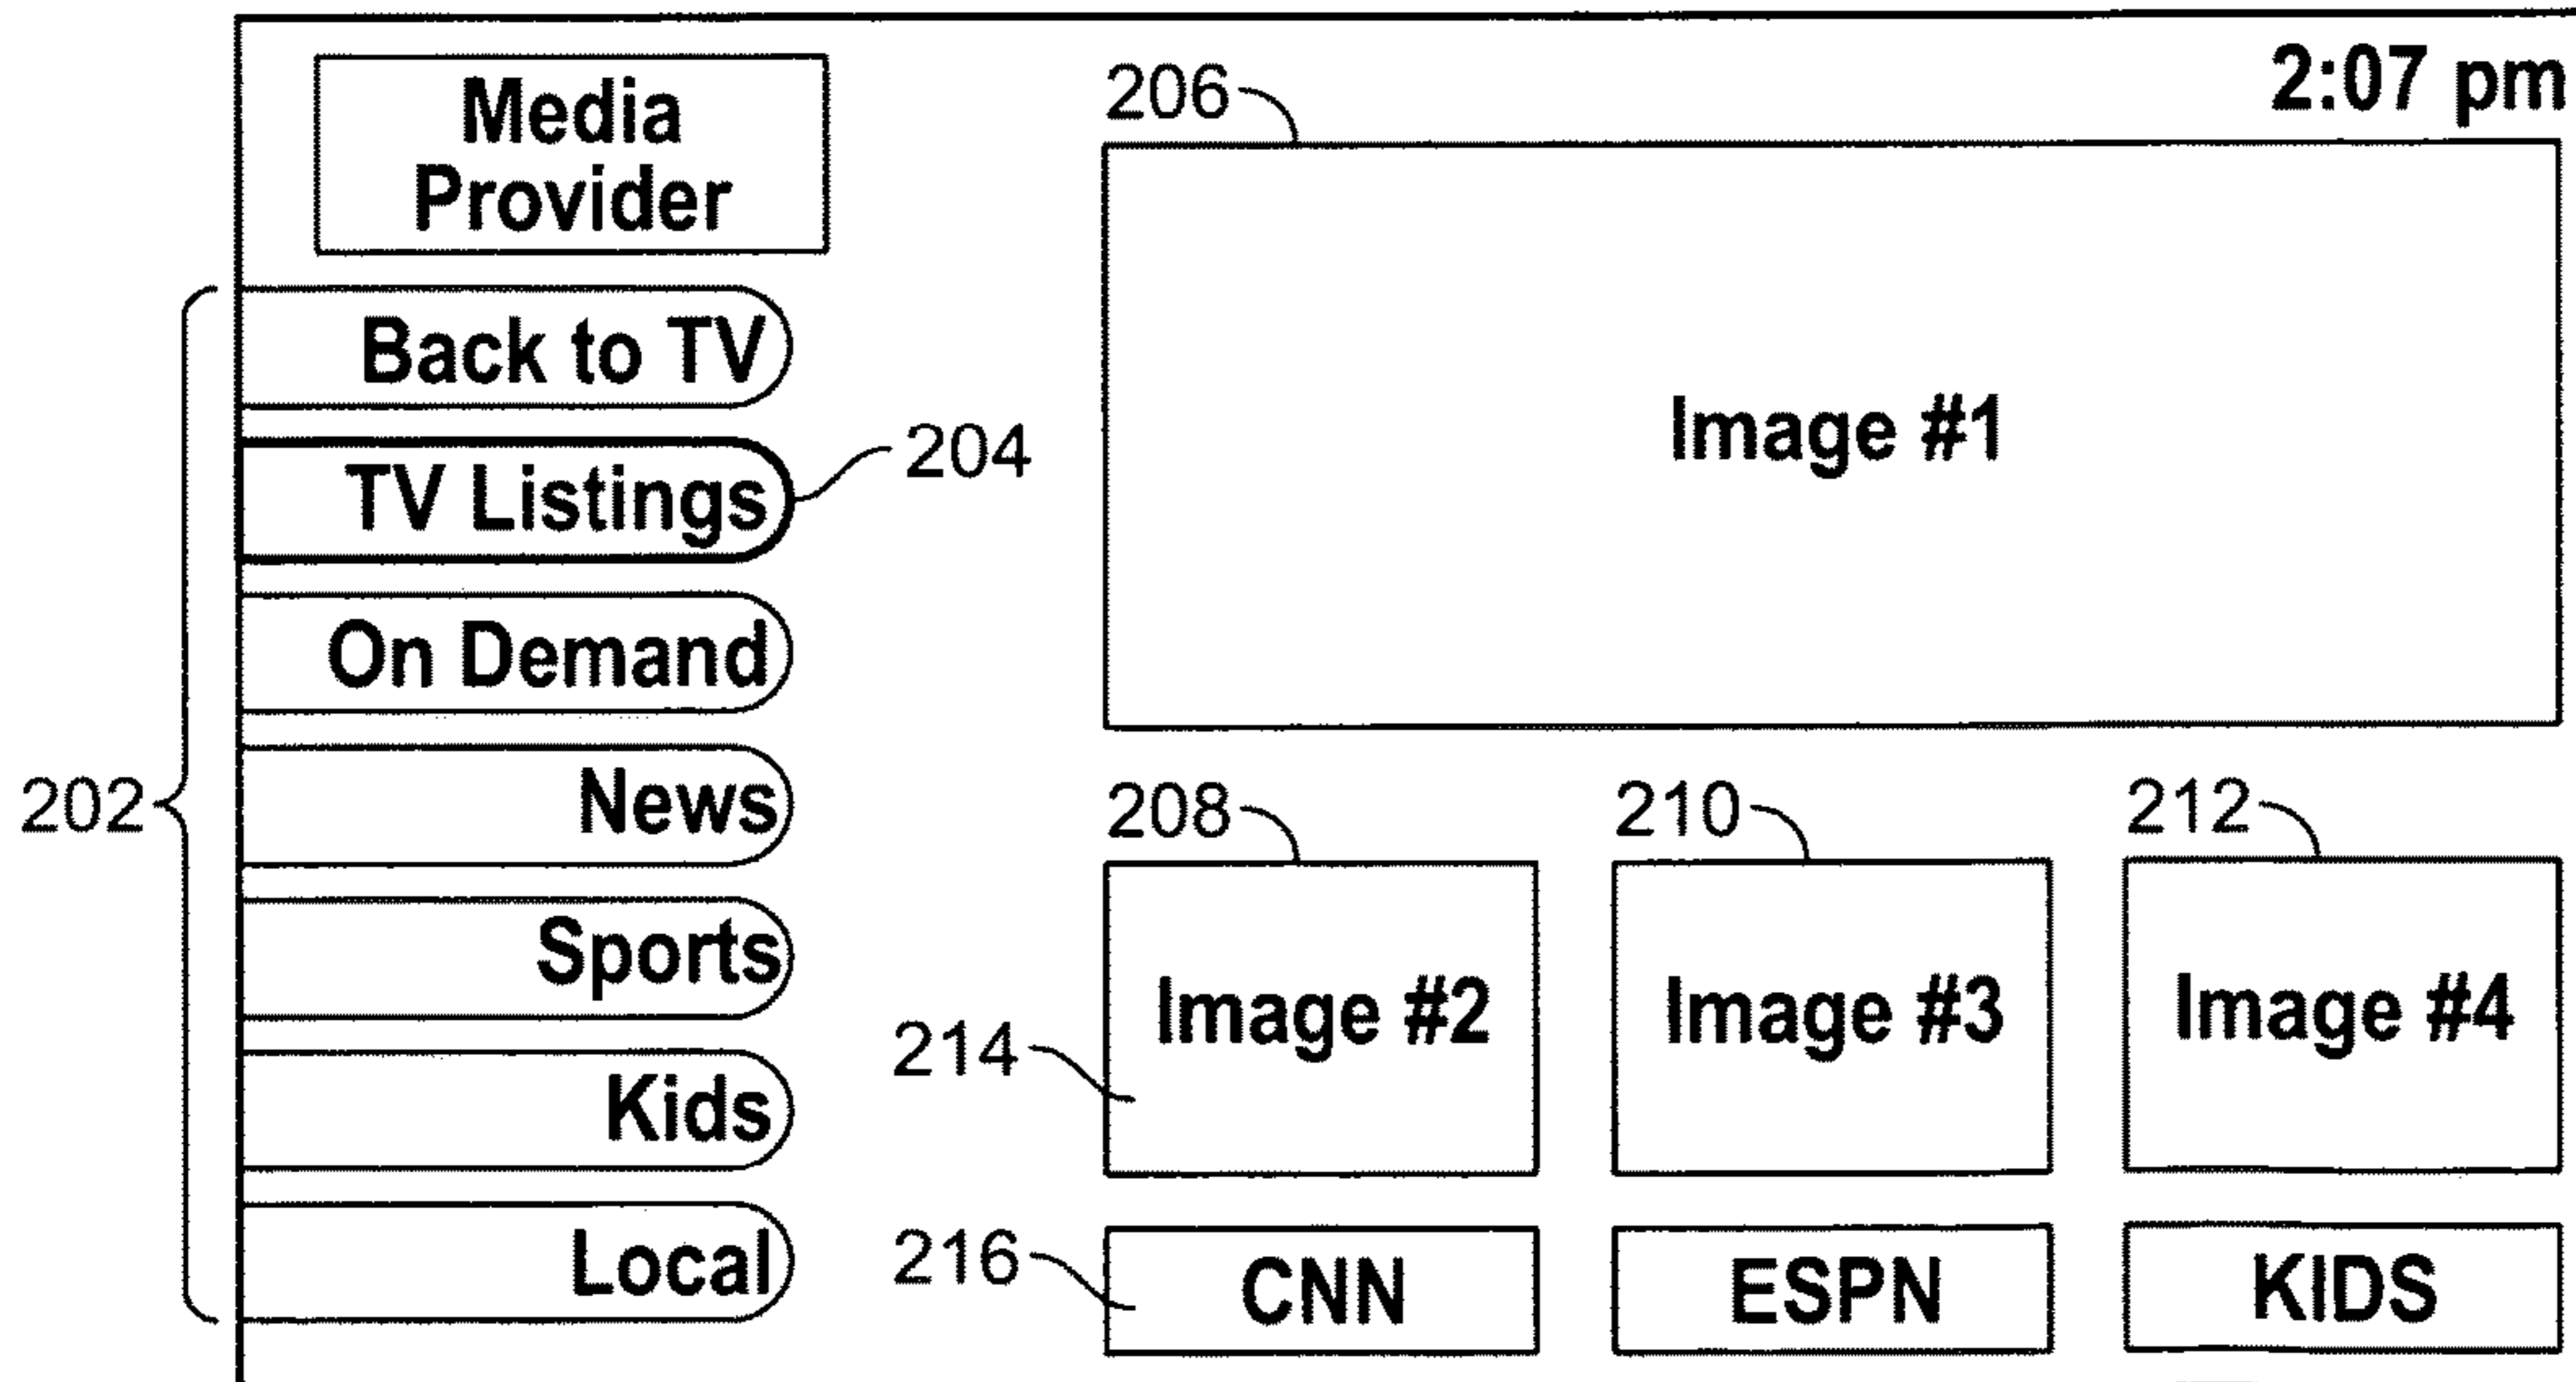 2:07 pm
Media
Provider
206
Back to TV
Image #1
TV Listings
204
On Demand
News
202
208
210
212
Sports
Image #2
Image #3
Image #4
214
Kids
Local
216
CNN
ESPN
KIDS